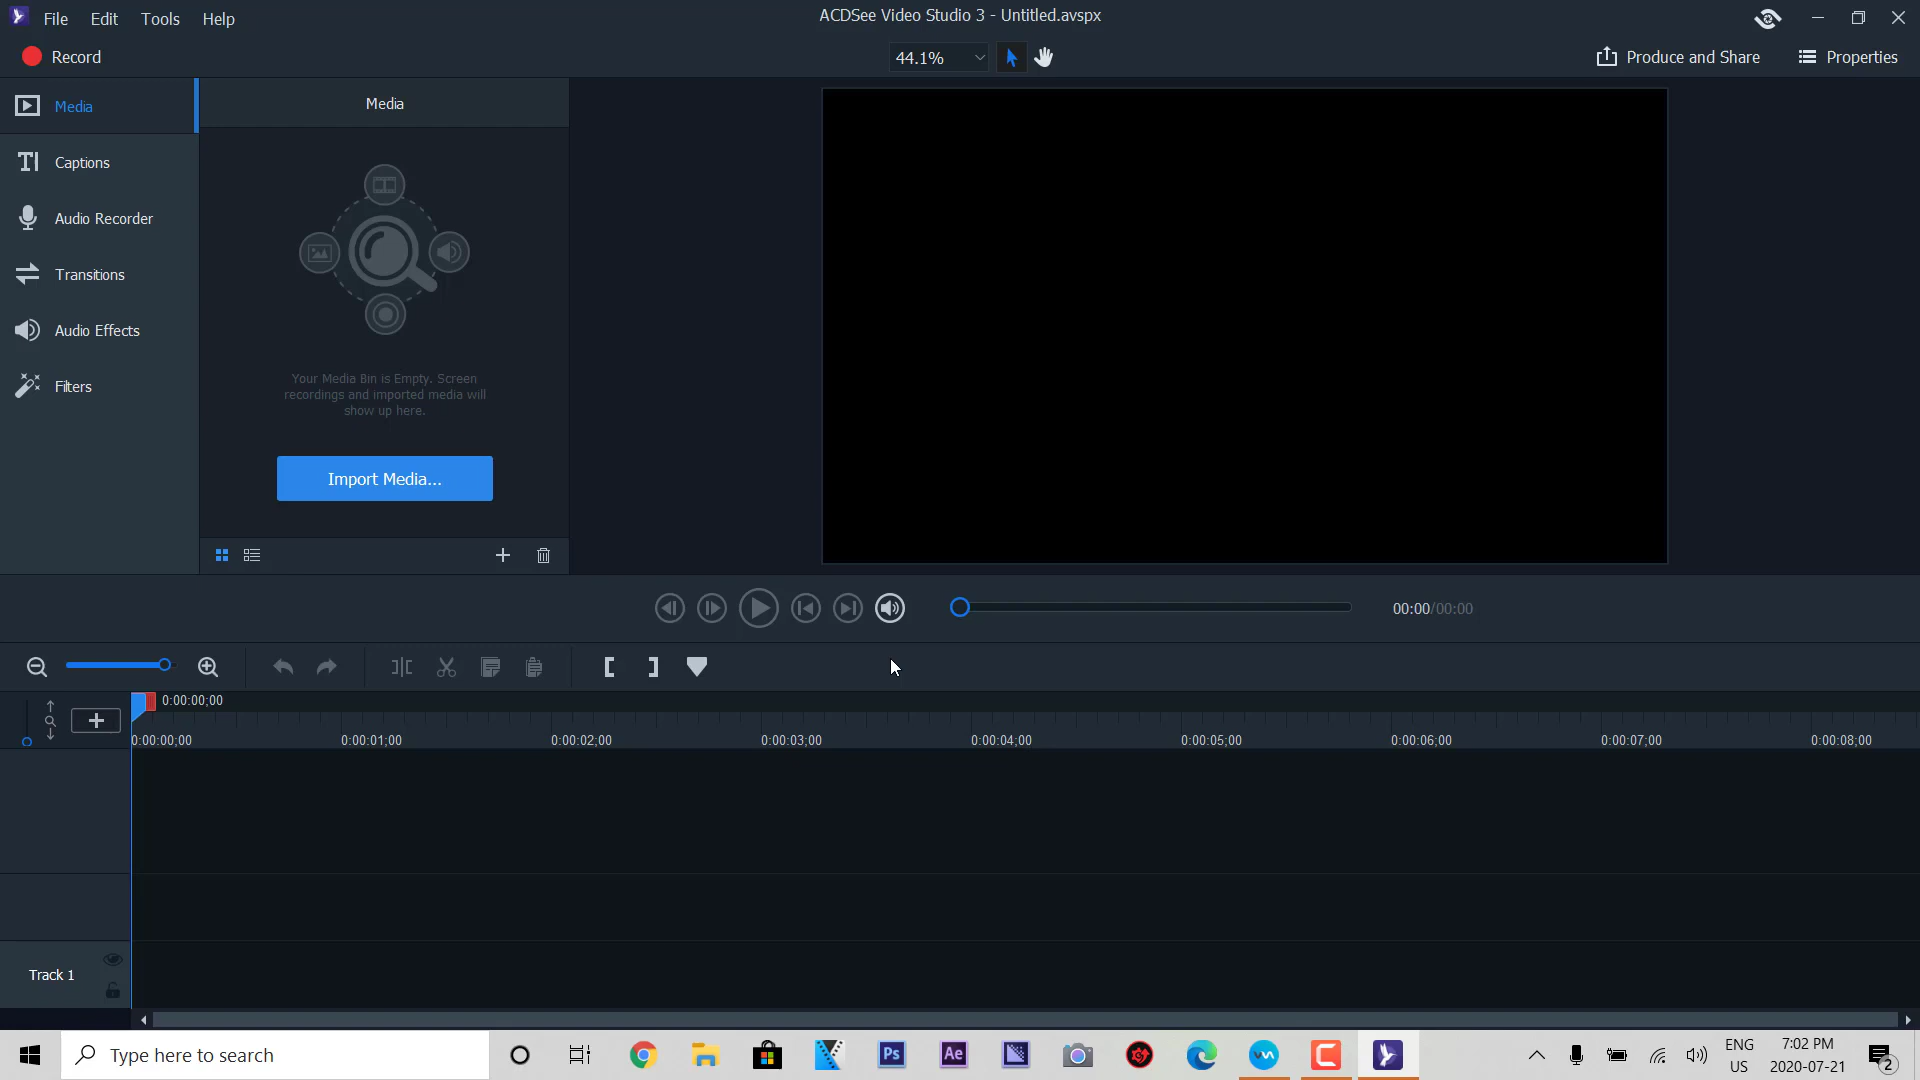 File Edit Tools Help
ACDSee Video Studio 3 - Untitled.avspx
Record
44.1%
Produce and Share
Properties
Media
Captions
Audio Recorder
Transitions
Audio Effects
Filters
Media
Your Media Bin is Empty. Screen
recordings and imported media will
show up here.
Import Media...
00:00/00:00
0:00:00;00
0:00:00;00 0:00:01;00 0:00:02;00 0:00:03;00 0:00:04;00 0:00:05;00 0:00:06;00 0:00:07;00 0:00:08;00
Track 1
Type here to search
Ps
Ae
ENG
US
7:02 PM
2020-07-21
2